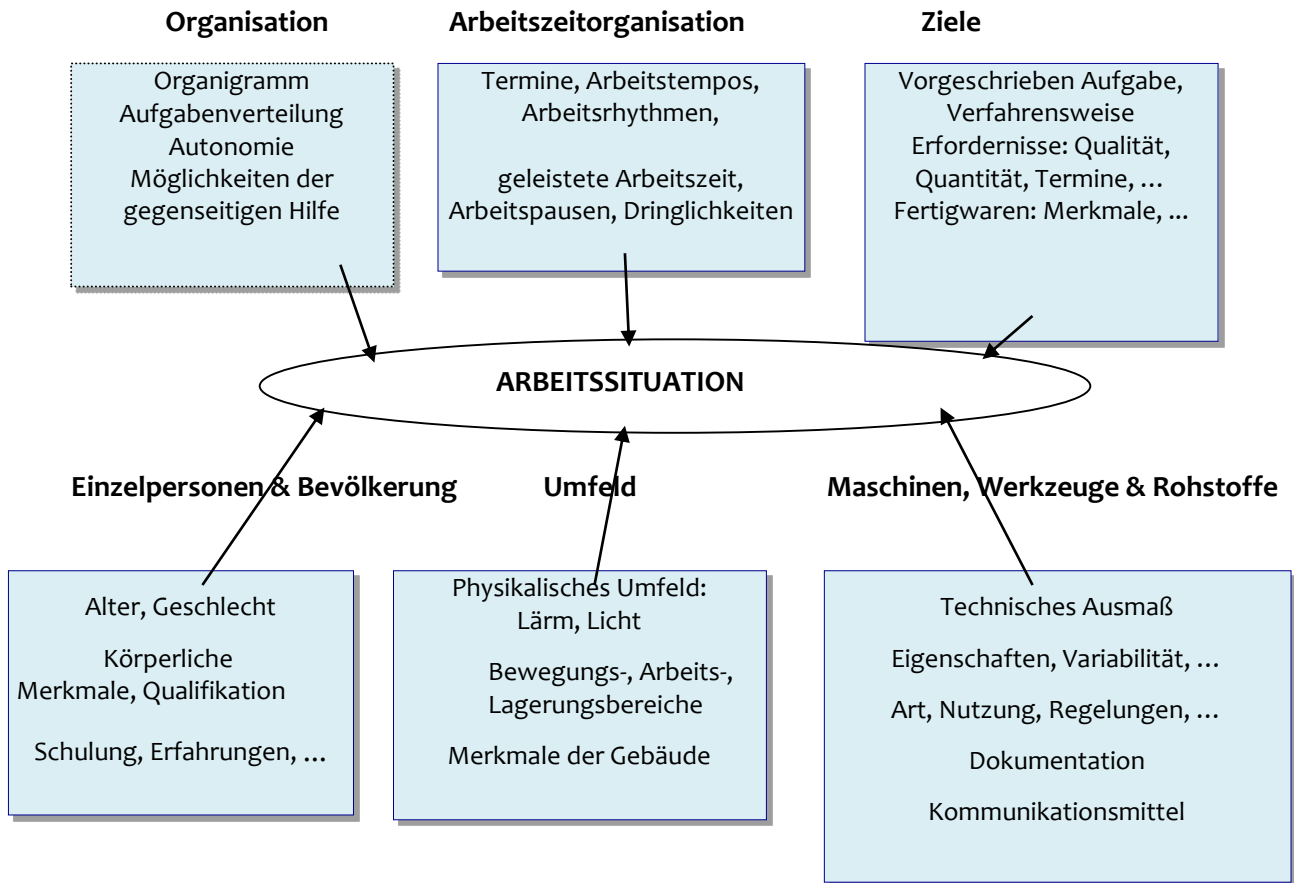 Organisation
Arbeitszeitorganisation
Ziele
Organigramm
Aufgabenverteilung
Autonomie
Möglichkeiten der
gegenseitigen Hilfe
Termine, Arbeitstempos,
Arbeitsrhythmen,
geleistete Arbeitszeit,
Arbeitspausen, Dringlichkeiten
Vorgeschrieben Aufgabe,
Verfahrensweise
Erfordernisse: Qualität,
Quantität, Termine, …
Fertigwaren: Merkmale, ...
ARBEITSSITUATION
Einzelpersonen & Bevölkerung
Umfeld
Maschinen, Werkzeuge & Rohstoffe
Alter, Geschlecht
Körperliche
Merkmale, Qualifikation
Schulung, Erfahrungen, …
Physikalisches Umfeld:
Lärm, Licht
Bewegungs-, Arbeits-,
Lagerungsbereiche
Merkmale der Gebäude
Technisches Ausmaß
Eigenschaften, Variabilität, …
Art, Nutzung, Regelungen, …
Dokumentation
Kommunikationsmittel